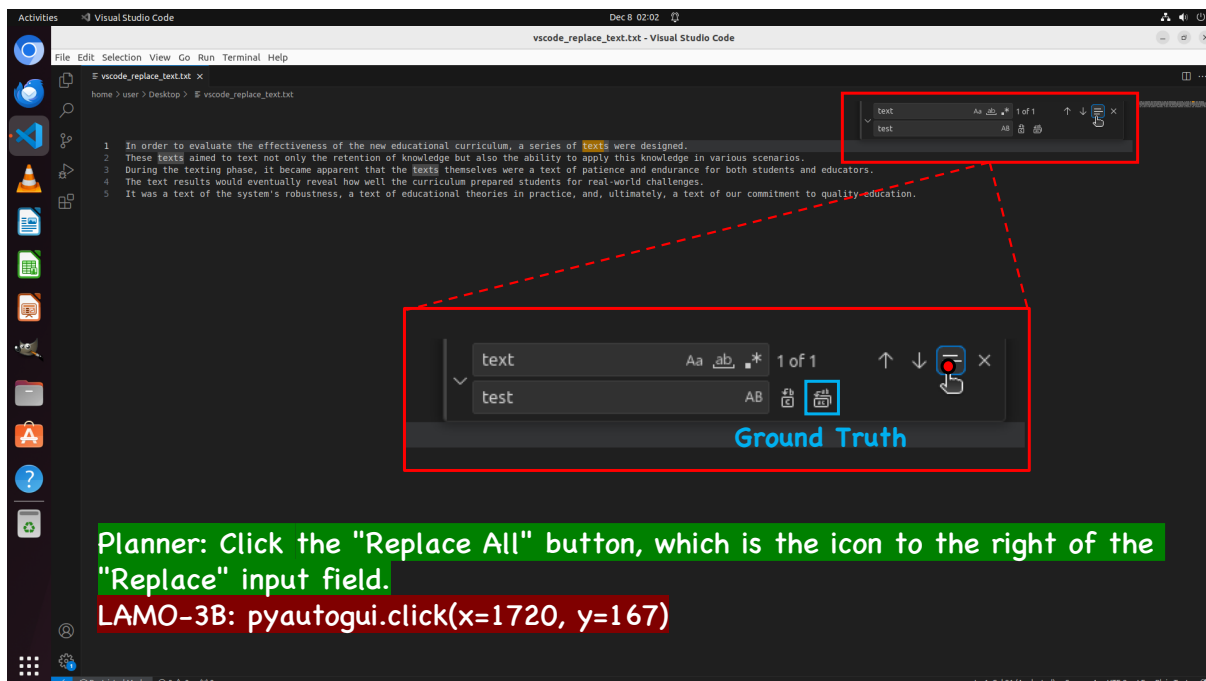 Activities Visual Studio Code Dec 8 02:02
vscode_replace_text.txt - Visual Studio Code
File Edit Selection View Go Run Terminal Help
vscode_replace_text.txt ×
home > user > Desktop > vscode_replace_text.txt
text Aa ab .* 1 of 1
test AB
1 In order to evaluate the effectiveness of the new educational curriculum, a series of texts were designed.
2 These texts aimed to text not only the retention of knowledge but also the ability to apply this knowledge in various scenarios.
3 During the texting phase, it became apparent that the texts themselves were a text of patience and endurance for both students and educators.
4 The text results would eventually reveal how well the curriculum prepared students for real-world challenges.
5 It was a text of the system's robustness, a text of educational theories in practice, and, ultimately, a text of our commitment to quality education.
text Aa ab .* 1 of 1
test AB
Ground Truth
Planner: Click the "Replace All" button, which is the icon to the right of the
"Replace" input field.
LAMO-3B: pyautogui.click(x=1720, y=167)